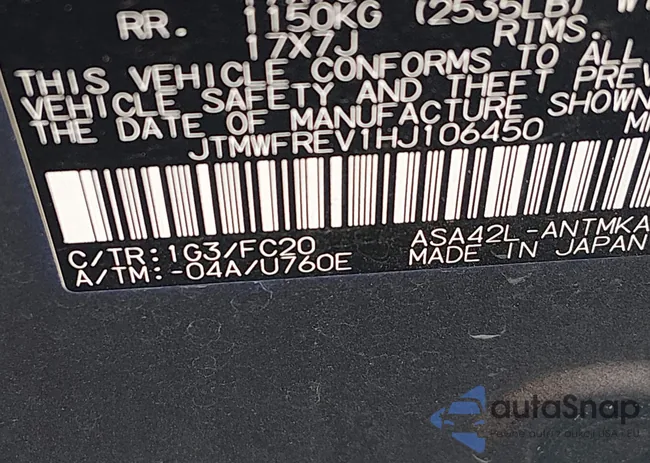 RR. 1150KG (2535LB) W
17X7J RIMS.
THIS VEHICLE CONFORMS TO ALL
VEHICLE SAFETY AND THEFT PREV
THE DATE OF MANUFACTURE SHOWN
JTMWFREV1HJ106450
C/TR:1G3/FC20 ASA42L-ANTMKA
A/TM:-04A/U760E MADE IN JAPAN
autaSnap